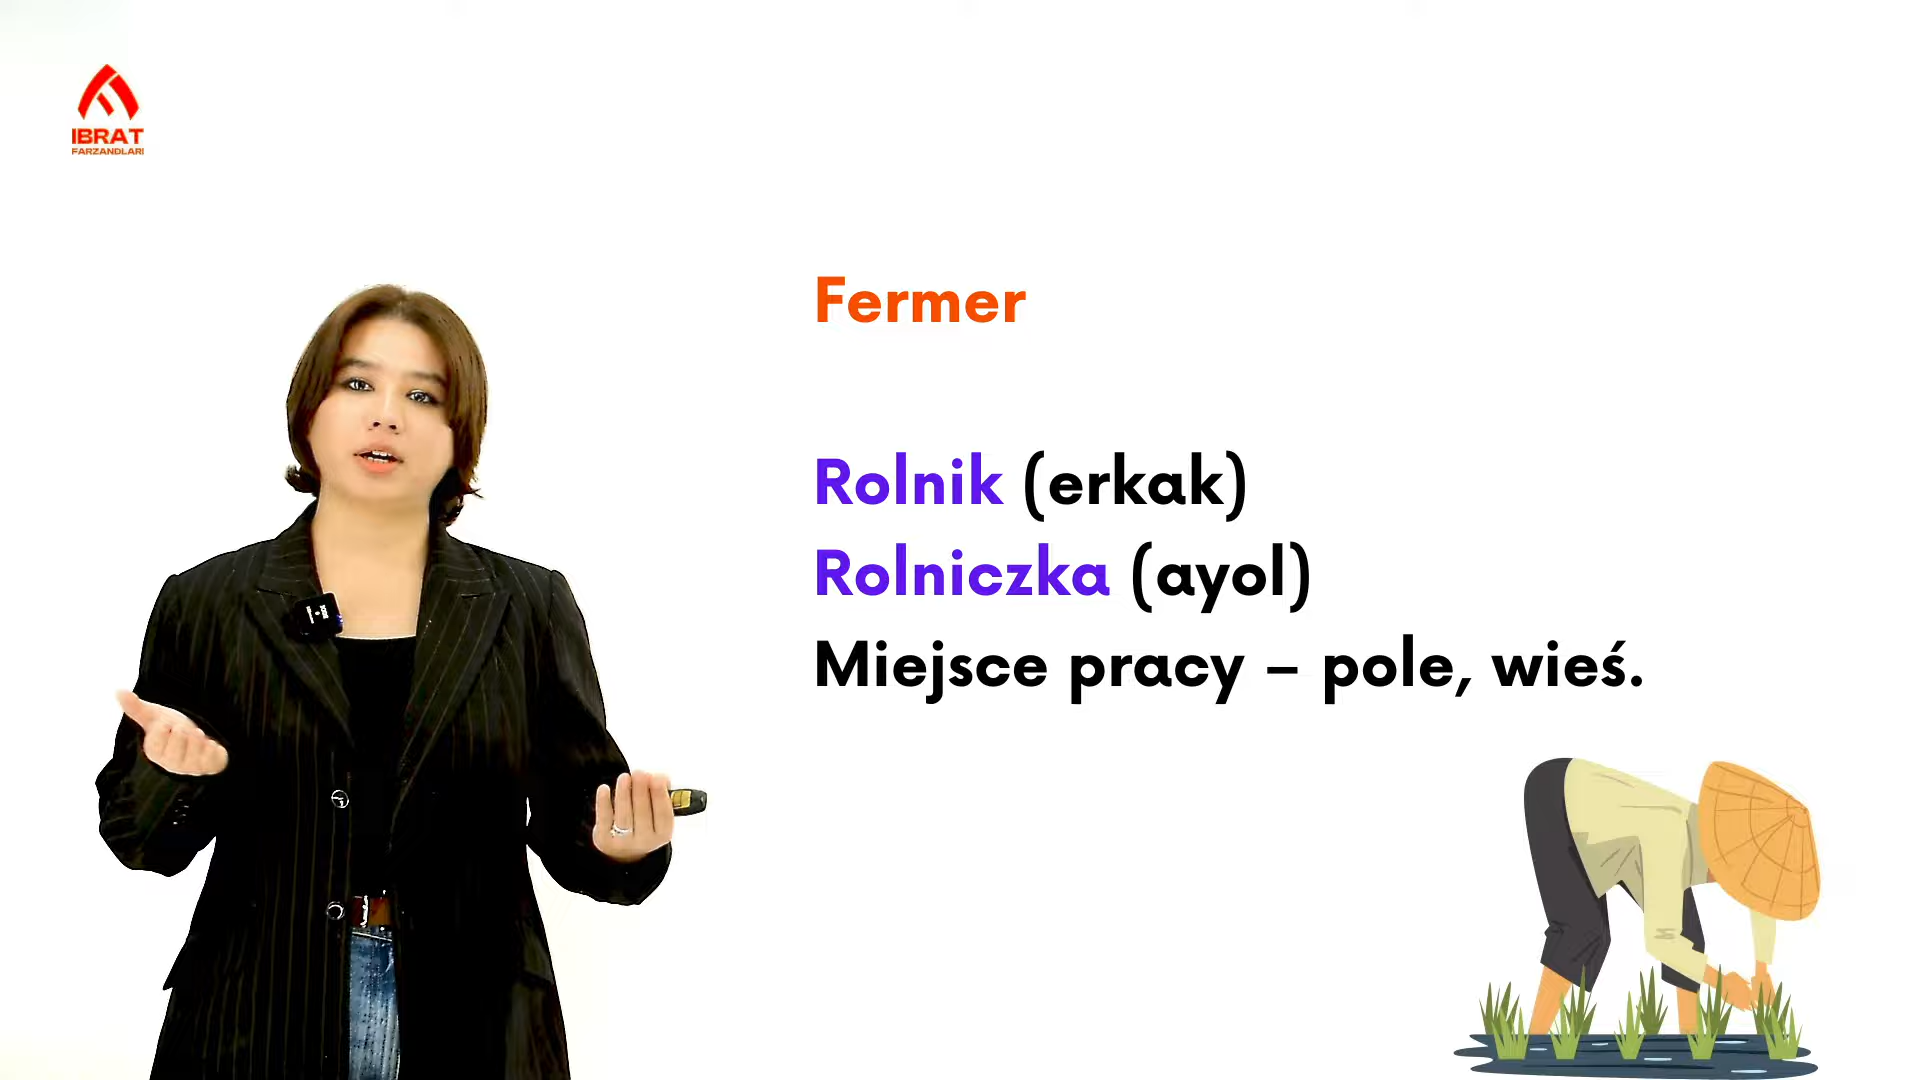 IBRAT
FARZANDLARI
Fermer
Rolnik (erkak)
Rolniczka (ayol)
Miejsce pracy – pole, wieś.